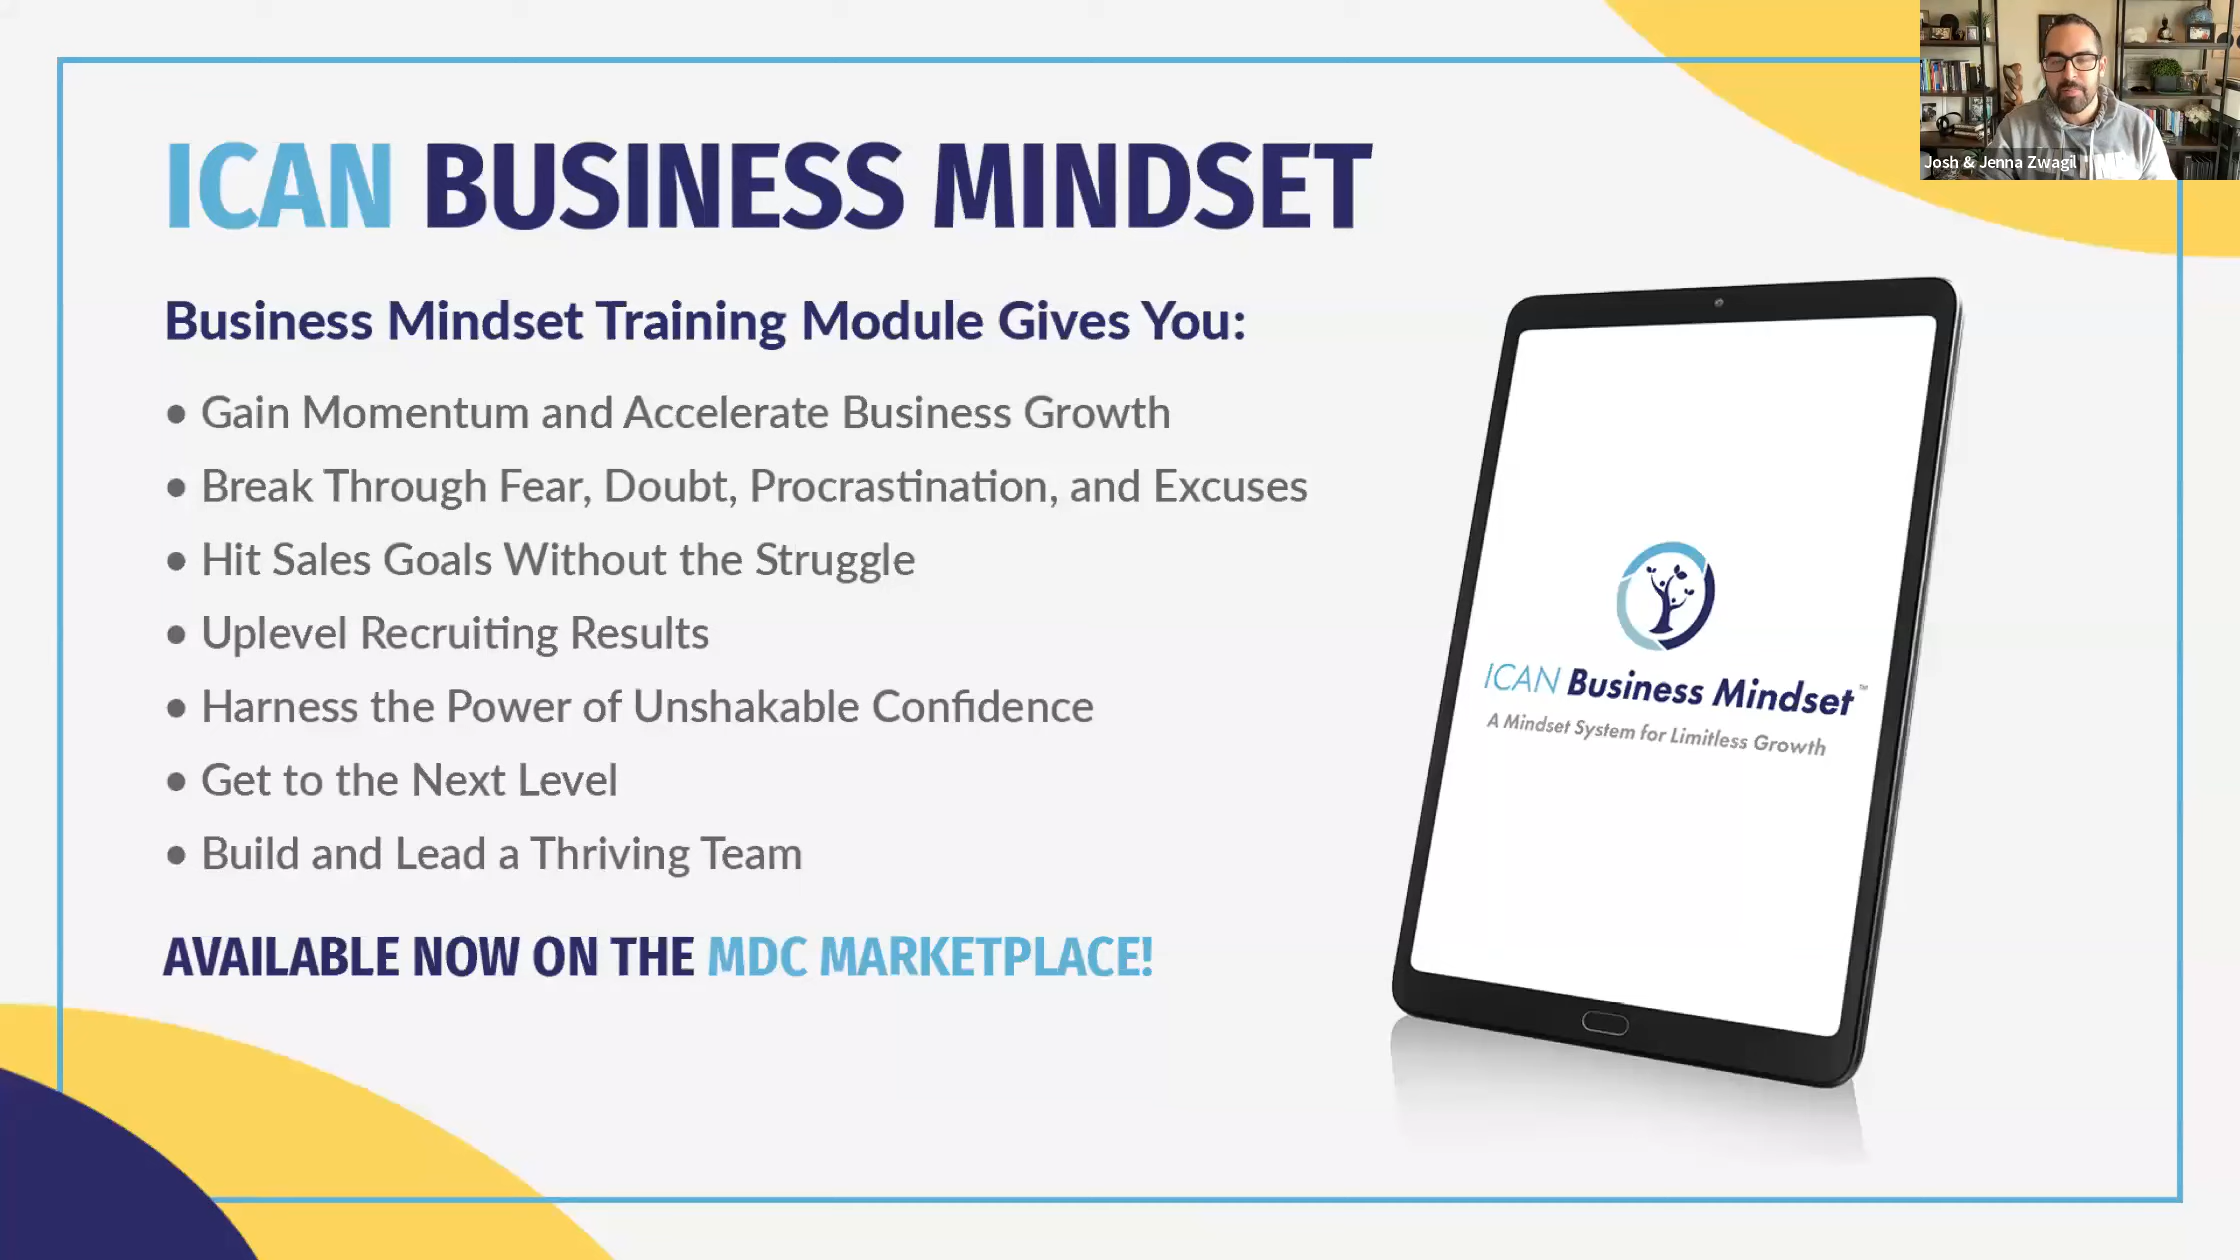 Josh & Jenna Zwagil
ICAN BUSINESS MINDSET
Business Mindset Training Module Gives You:
• Gain Momentum and Accelerate Business Growth
• Break Through Fear, Doubt, Procrastination, and Excuses
• Hit Sales Goals Without the Struggle
• Uplevel Recruiting Results
• Harness the Power of Unshakable Confidence
• Get to the Next Level
• Build and Lead a Thriving Team
AVAILABLE NOW ON THE MDC MARKETPLACE!
ICAN Business Mindset™
A Mindset System for Limitless Growth